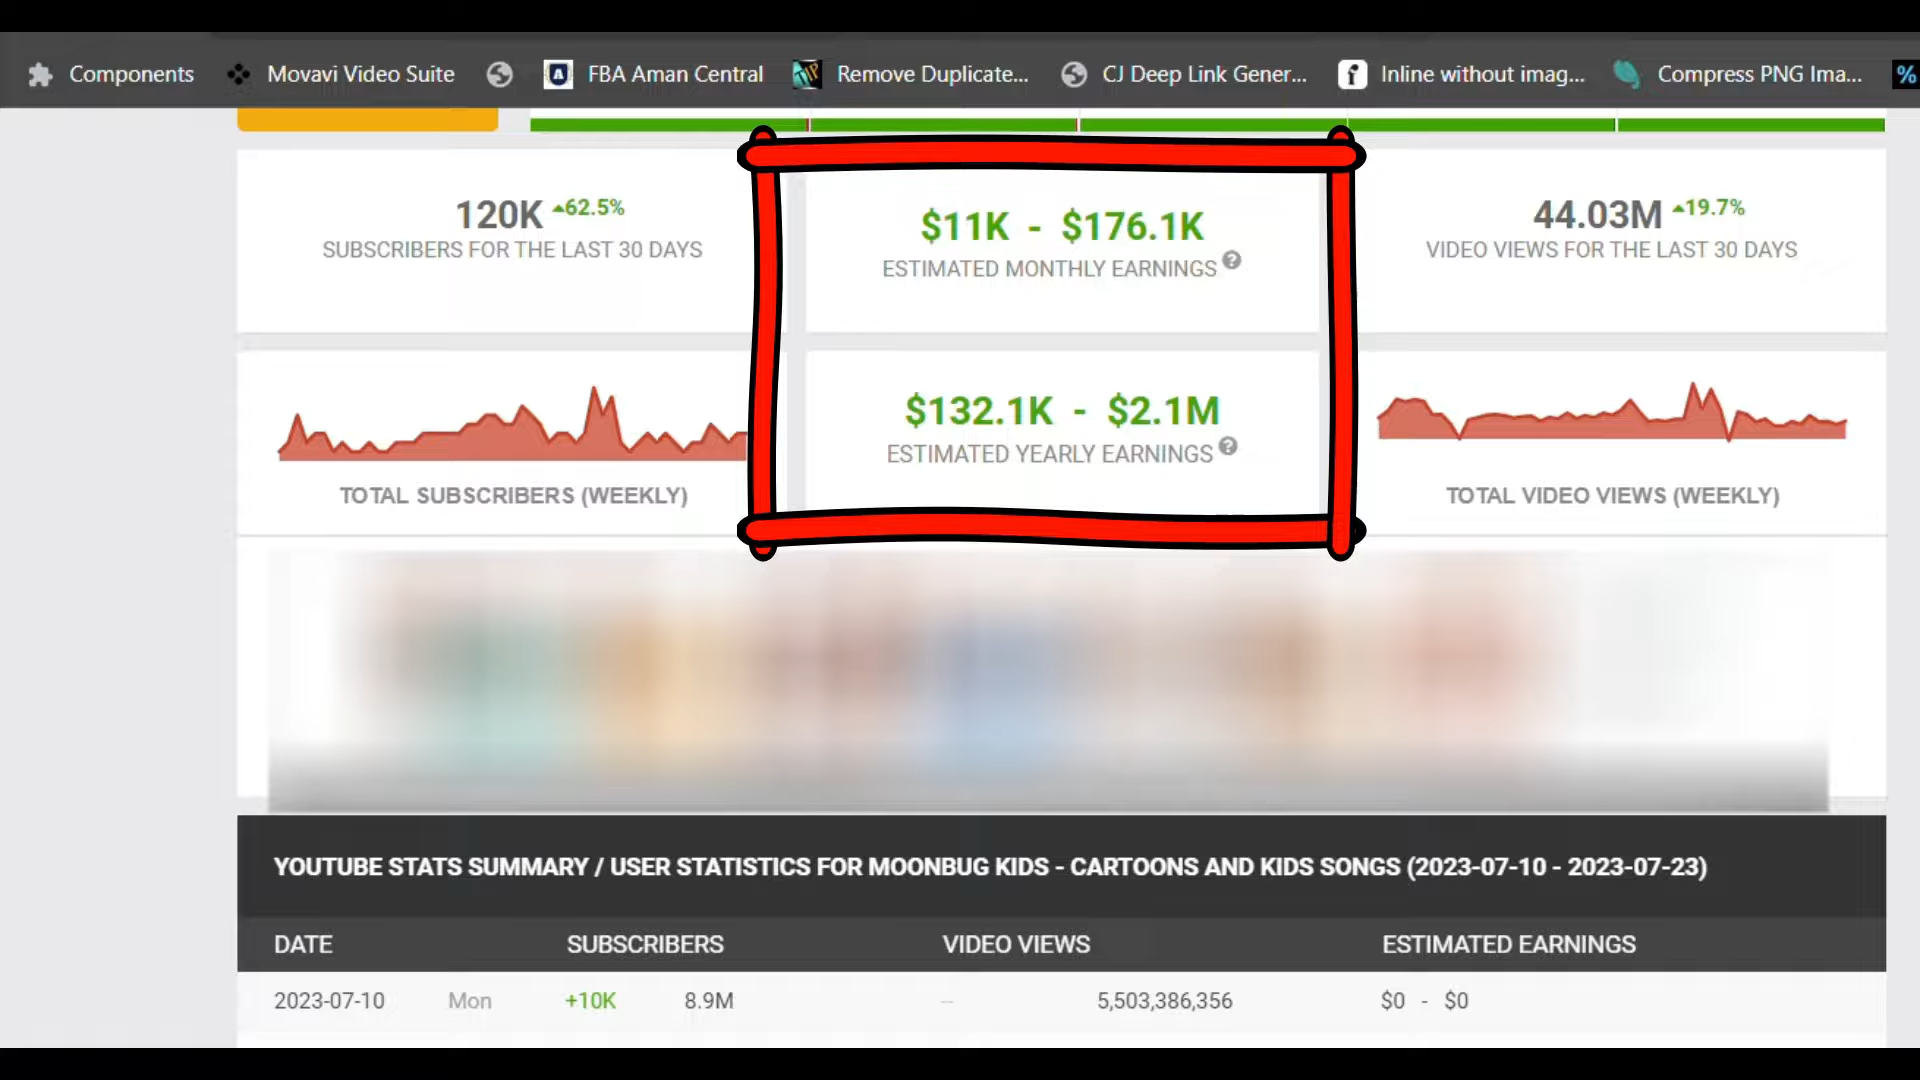 Components Movavi Video Suite FBA Aman Central Remove Duplicate... CJ Deep Link Gener... Inline without imag... Compress PNG Ima... %
120K 62.5%
SUBSCRIBERS FOR THE LAST 30 DAYS
$11K - $176.1K
ESTIMATED MONTHLY EARNINGS ?
44.03M 19.7%
VIDEO VIEWS FOR THE LAST 30 DAYS
TOTAL SUBSCRIBERS (WEEKLY)
$132.1K - $2.1M
ESTIMATED YEARLY EARNINGS ?
TOTAL VIDEO VIEWS (WEEKLY)
YOUTUBE STATS SUMMARY / USER STATISTICS FOR MOONBUG KIDS - CARTOONS AND KIDS SONGS (2023-07-10 - 2023-07-23)
DATE SUBSCRIBERS VIDEO VIEWS ESTIMATED EARNINGS
2023-07-10 Mon +10K 8.9M -- 5,503,386,356 $0 - $0